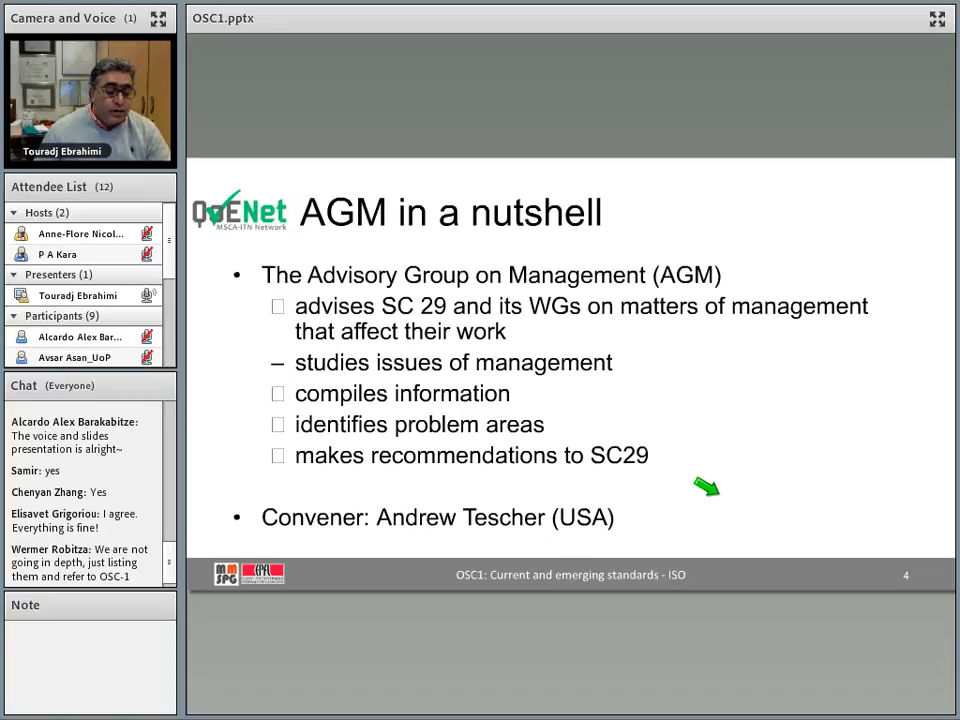 Camera and Voice (1)
Touradj Ebrahimi
Attendee List (12)
Hosts (2)
Anne-Flore Nicol...
P A Kara
Presenters (1)
Touradj Ebrahimi
Participants (9)
Alcardo Alex Bar...
Avsar Asan_UoP
Chat (Everyone)
Alcardo Alex Barakabitze:
The voice and slides
presentation is alright~
Samir: yes
Chenyan Zhang: Yes
Elisavet Grigoriou: I agree.
Everything is fine!
Wermer Robitza: We are not
going in depth, just listing
them and refer to OSC-1
Note
OSC1.pptx
QoENet
MSCA-ITN Network
AGM in a nutshell
• The Advisory Group on Management (AGM)
advises SC 29 and its WGs on matters of management
that affect their work
– studies issues of management
compiles information
identifies problem areas
makes recommendations to SC29
• Convener: Andrew Tescher (USA)
MMSPG
EPFL
OSC1: Current and emerging standards - ISO
4